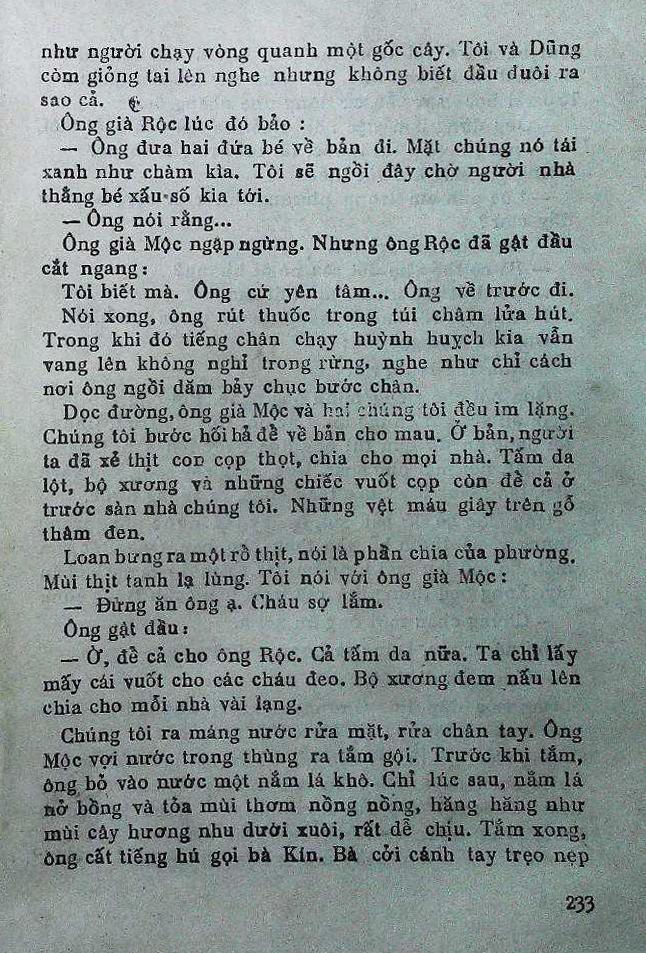 như người chạy vòng quanh một gốc cây. Tôi và Dũng
còm giỏng tai lên nghe nhưng không biết đầu đuôi ra
sao cả.
Ông già Rộc lúc đó bảo :
— Ông đưa hai đứa bé về bản đi. Mặt chúng nó tái
xanh như chàm kìa. Tôi sẽ ngồi đây chờ người nhà
thằng bé xấu số kia tới.
— Ông nói rằng...
Ông già Mộc ngập ngừng. Nhưng ông Rộc đã gật đầu
cắt ngang :
Tôi biết mà. Ông cứ yên tâm... Ông về trước đi.
Nói xong, ông rút thuốc trong túi châm lửa hút.
Trong khi đó tiếng chân chạy huỳnh huỵch kia vẫn
vang lên không nghỉ trong rừng, nghe như chỉ cách
nơi ông ngồi dăm bảy chục bước chân.
Dọc đường, ông già Mộc và hai chúng tôi đều im lặng.
Chúng tôi bước hối hả để về bản cho mau. Ở bản, người
ta đã xẻ thịt con cọp thọt, chia cho mọi nhà. Tấm da
lột, bộ xương và những chiếc vuốt cọp còn để cả ở
trước sàn nhà chúng tôi. Những vệt máu giây trên gỗ
thâm đen.
Loan bưng ra một rổ thịt, nói là phần chia của phường.
Mùi thịt tanh lạ lùng. Tôi nói với ông già Mộc :
— Đừng ăn ông ạ. Cháu sợ lắm.
Ông gật đầu :
— Ờ, để cả cho ông Rộc. Cả tấm da nữa. Ta chỉ lấy
mấy cái vuốt cho các cháu đeo. Bộ xương đem nấu lên
chia cho mỗi nhà vài lạng.
Chúng tôi ra máng nước rửa mặt, rửa chân tay. Ông
Mộc vợi nước trong thùng ra tắm gội. Trước khi tắm,
ông bỏ vào nước một nắm lá khô. Chỉ lúc sau, nắm lá
nở bồng và tỏa mùi thơm nồng nồng, hăng hăng như
mùi cây hương nhu dưới xuôi, rất dễ chịu. Tắm xong,
ông cất tiếng hú gọi bà Kín. Bà cởi cánh tay trẹo nẹp
233